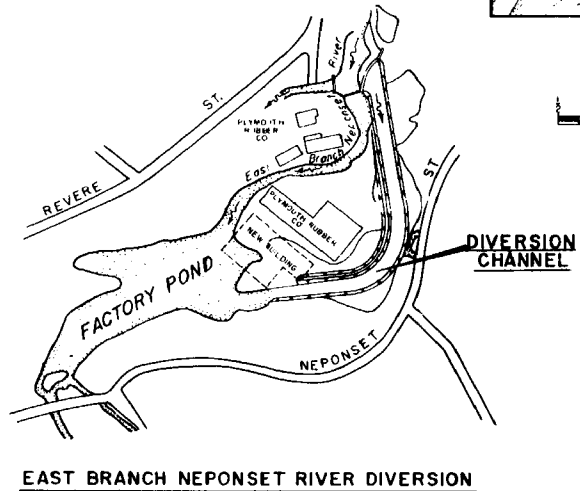 River
ST.
PLYMOUTH
RUBBER
CO
East Branch Neponset
REVERE
ST
PLYMOUTH RUBBER
CO
NEW BUILDING
DIVERSION
CHANNEL
FACTORY POND
NEPONSET
EAST BRANCH NEPONSET RIVER DIVERSION